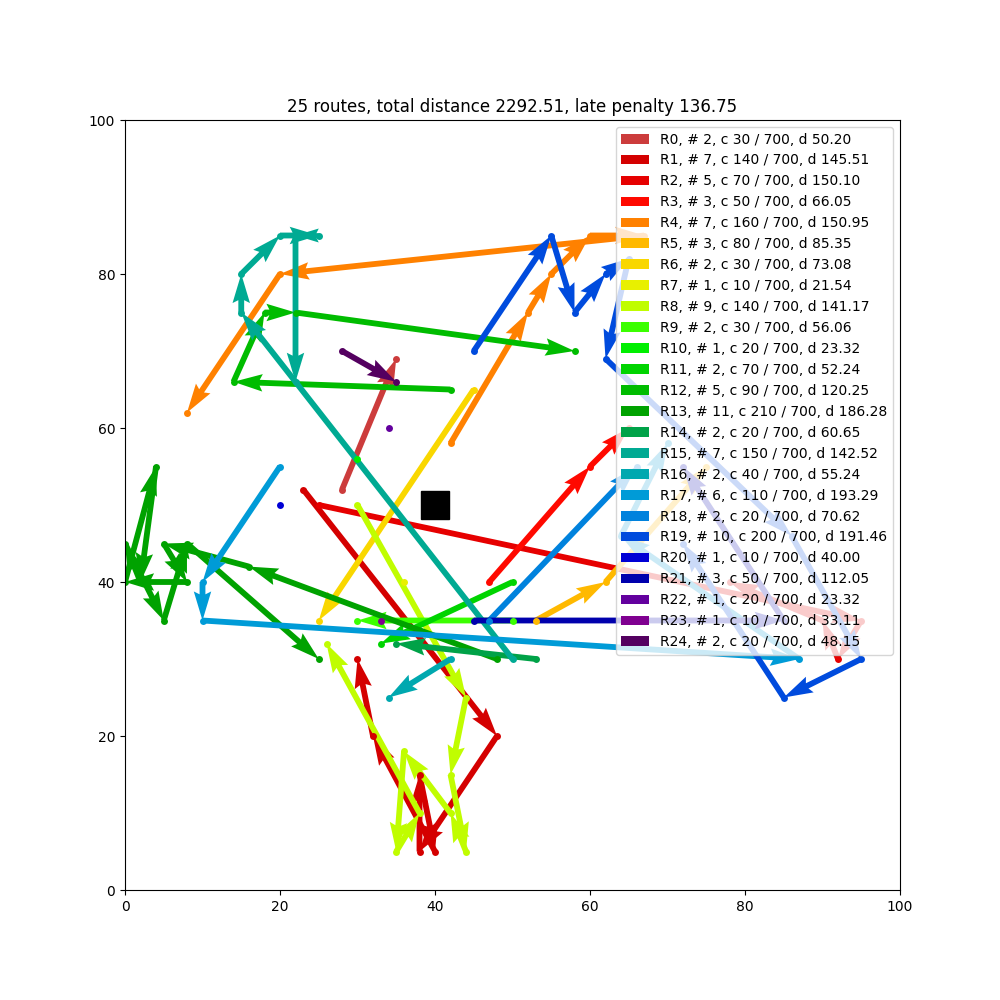 25 routes, total distance 2292.51, late penalty 136.75
R0, # 2, c 30 / 700, d 50.20
R1, # 7, c 140 / 700, d 145.51
R2, # 5, c 70 / 700, d 150.10
R3, # 3, c 50 / 700, d 66.05
R4, # 7, c 160 / 700, d 150.95
R5, # 3, c 80 / 700, d 85.35
R6, # 2, c 30 / 700, d 73.08
R7, # 1, c 10 / 700, d 21.54
R8, # 9, c 140 / 700, d 141.17
R9, # 2, c 30 / 700, d 56.06
R10, # 1, c 20 / 700, d 23.32
R11, # 2, c 70 / 700, d 52.24
R12, # 5, c 90 / 700, d 120.25
R13, # 11, c 210 / 700, d 186.28
R14, # 2, c 20 / 700, d 60.65
R15, # 7, c 150 / 700, d 142.52
R16, # 2, c 40 / 700, d 55.24
R17, # 6, c 110 / 700, d 193.29
R18, # 2, c 20 / 700, d 70.62
R19, # 10, c 200 / 700, d 191.46
R20, # 1, c 10 / 700, d 40.00
R21, # 3, c 50 / 700, d 112.05
R22, # 1, c 20 / 700, d 23.32
R23, # 1, c 10 / 700, d 33.11
R24, # 2, c 20 / 700, d 48.15
100
80
60
40
20
0
0 20 40 60 80 100